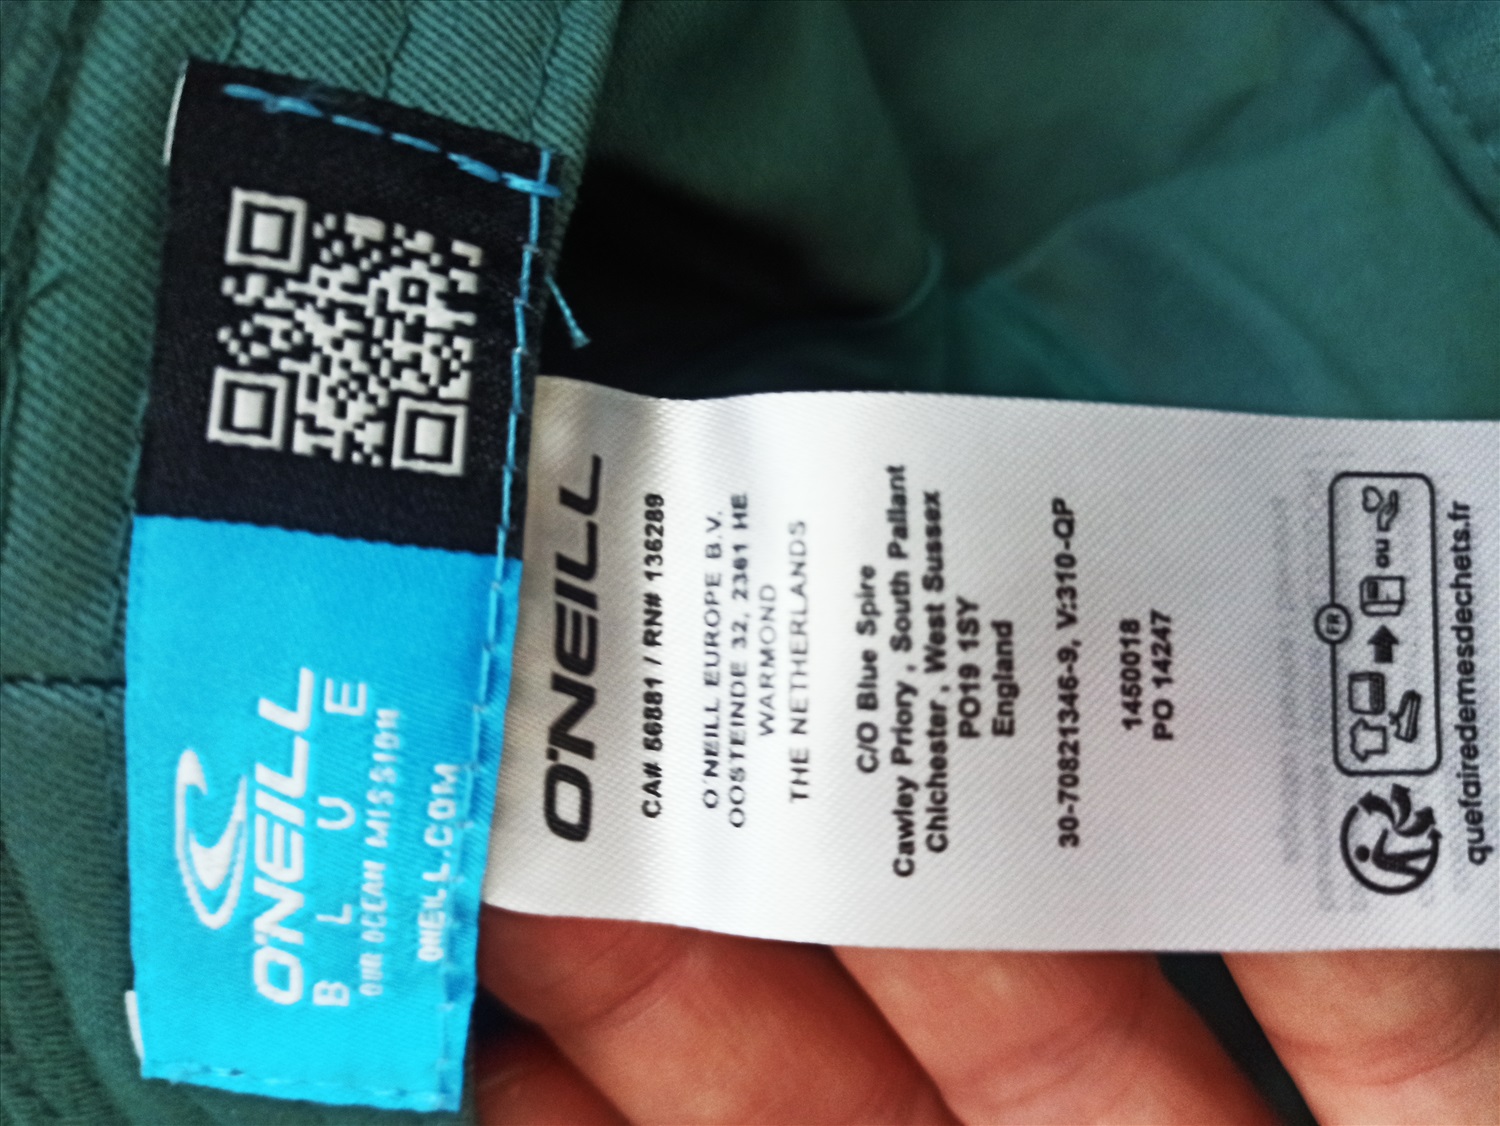 O'NEILL
B L U E
OUR OCEAN MISSION
ONEILL.COM
O'NEILL
CA# 56881 / RN# 136289
O'NEILL EUROPE B.V.
OOSTEINDE 32, 2361 HE
WARMOND
THE NETHERLANDS
C/O Blue Spire
Cawley Priory , South Pallant
Chichester , West Sussex
PO19 1SY
England
30-70821346-9, V:310-QP
1450018
PO 14247
FR
ou
quefairedemesdechets.fr